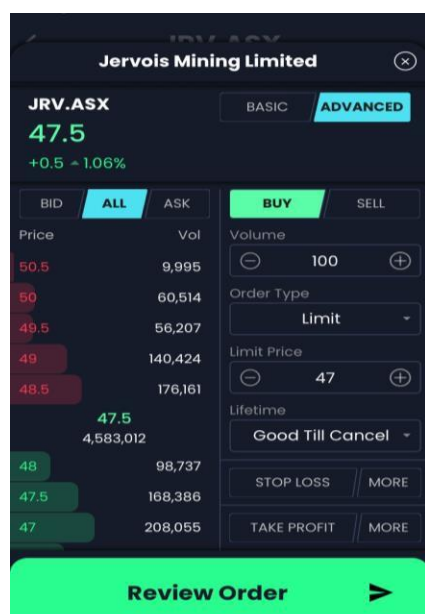 Jervois Mining Limited
JRV.ASX
BASIC
ADVANCED
47.5
+0.5 1.06%
BID
ALL
ASK
BUY
SELL
Price
Vol
50.5
9,995
50
60,514
49.5
56,207
49
140,424
48.5
176,161
47.5
4,583,012
48
98,737
47.5
168,386
47
208,055
Volume
100
Order Type
Limit
Limit Price
47
Lifetime
Good Till Cancel
STOP LOSS
MORE
TAKE PROFIT
MORE
Review Order